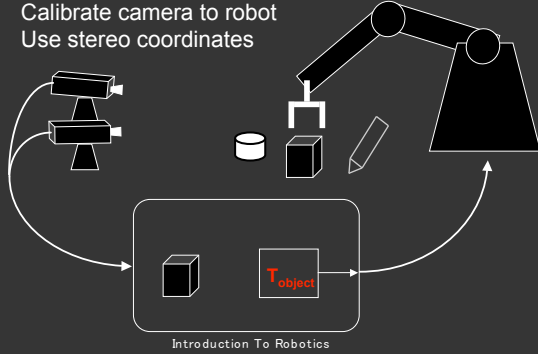 Calibrate camera to robot
Use stereo coordinates
Tobject
Introduction To Robotics